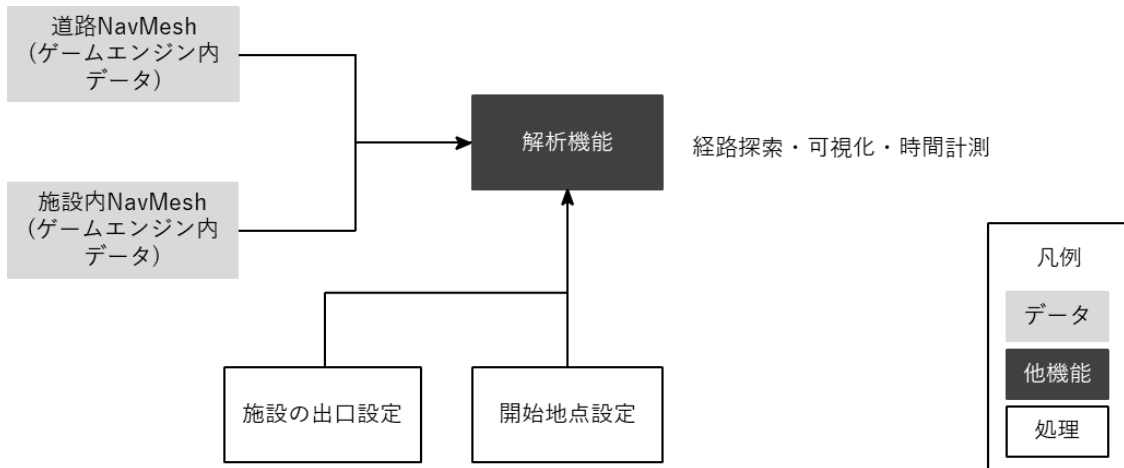 道路NavMesh
(ゲームエンジン内
データ)
解析機能
経路探索・可視化・時間計測
施設内NavMesh
(ゲームエンジン内
データ)
施設の出口設定
開始地点設定
凡例
データ
他機能
処理